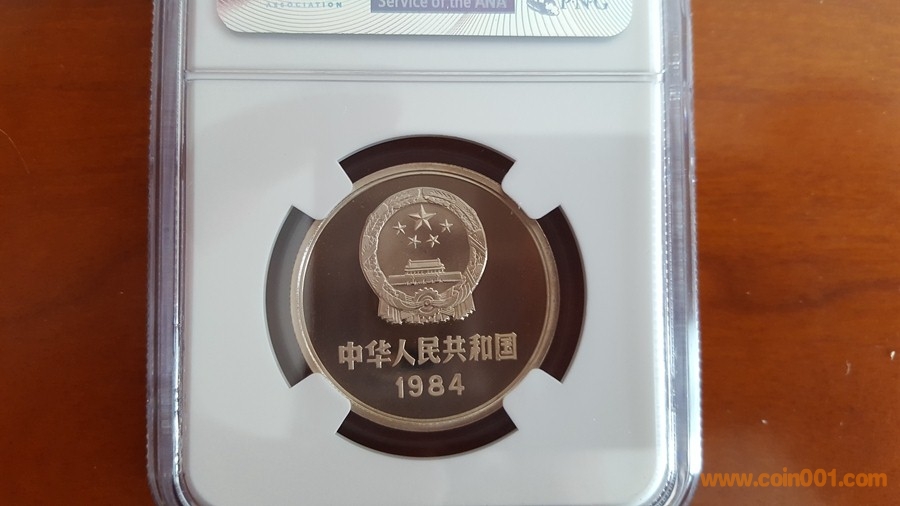 ASSOCIATION
Service of the ANA
PNG
中华人民共和国
1984
www.coin001.com